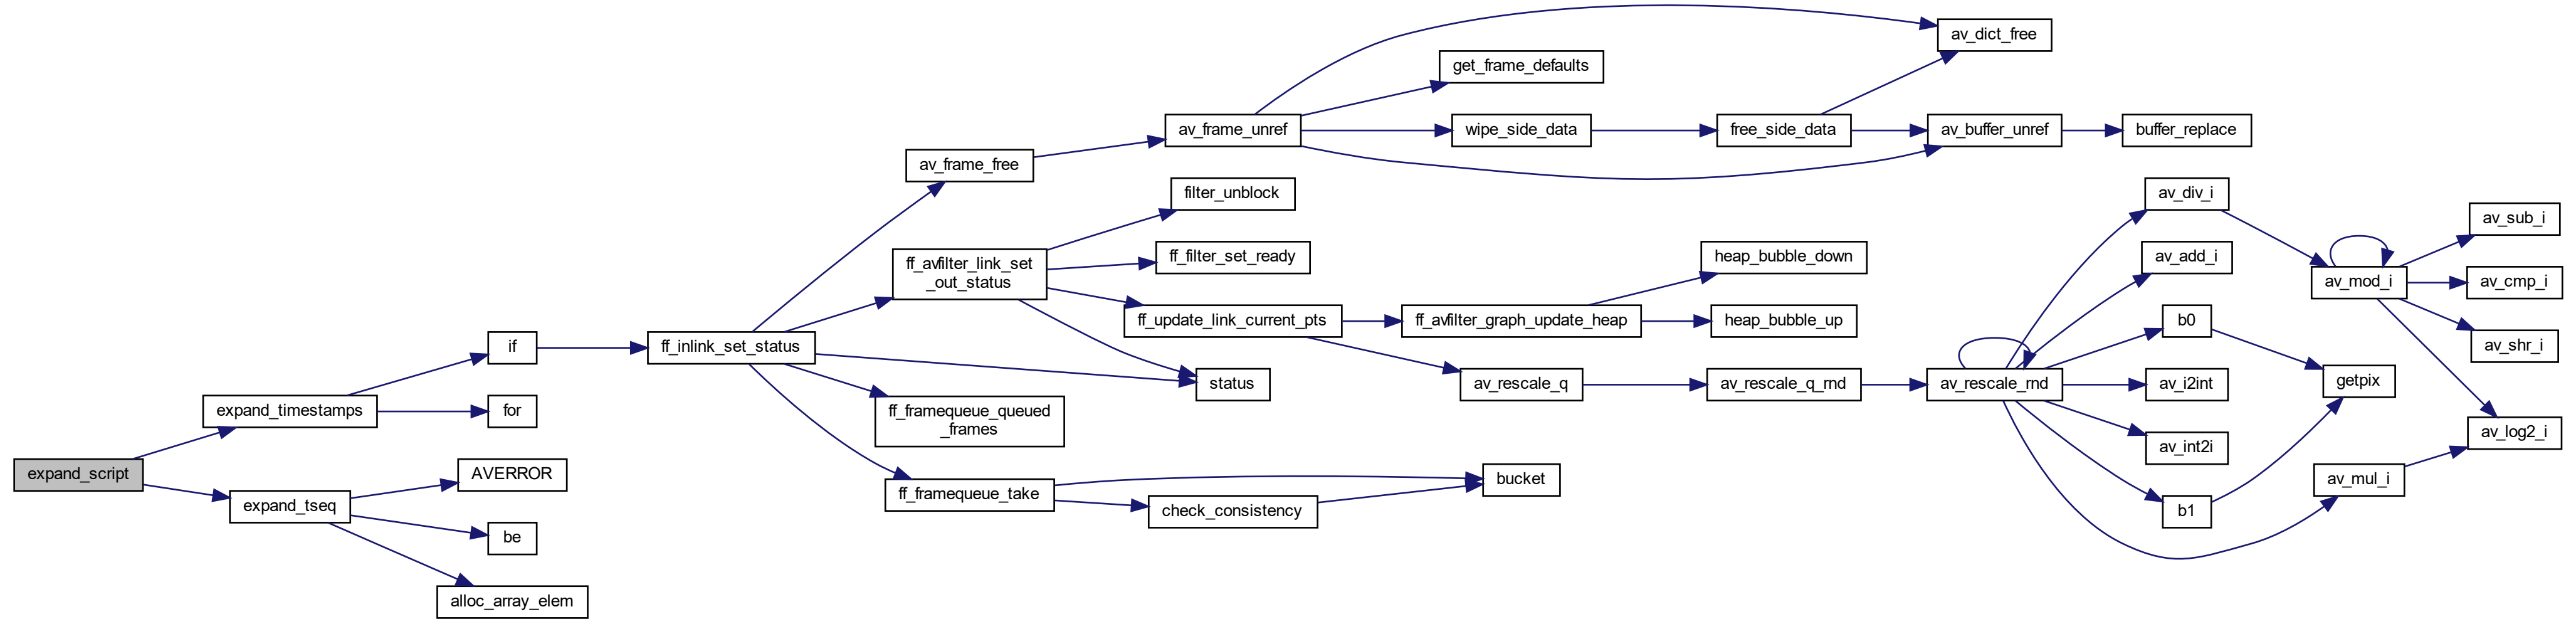 expand_script
expand_timestamps
expand_tseq
if
for
AVERROR
be
alloc_array_elem
ff_inlink_set_status
av_frame_free
ff_avfilter_link_set
_out_status
ff_framequeue_queued
_frames
ff_framequeue_take
av_frame_unref
filter_unblock
ff_filter_set_ready
ff_update_link_current_pts
status
check_consistency
get_frame_defaults
wipe_side_data
ff_avfilter_graph_update_heap
av_rescale_q
bucket
free_side_data
heap_bubble_down
heap_bubble_up
av_rescale_q_rnd
av_dict_free
av_buffer_unref
av_rescale_rnd
buffer_replace
av_div_i
av_add_i
b0
av_i2int
av_int2i
b1
av_mod_i
getpix
av_mul_i
av_sub_i
av_cmp_i
av_shr_i
av_log2_i